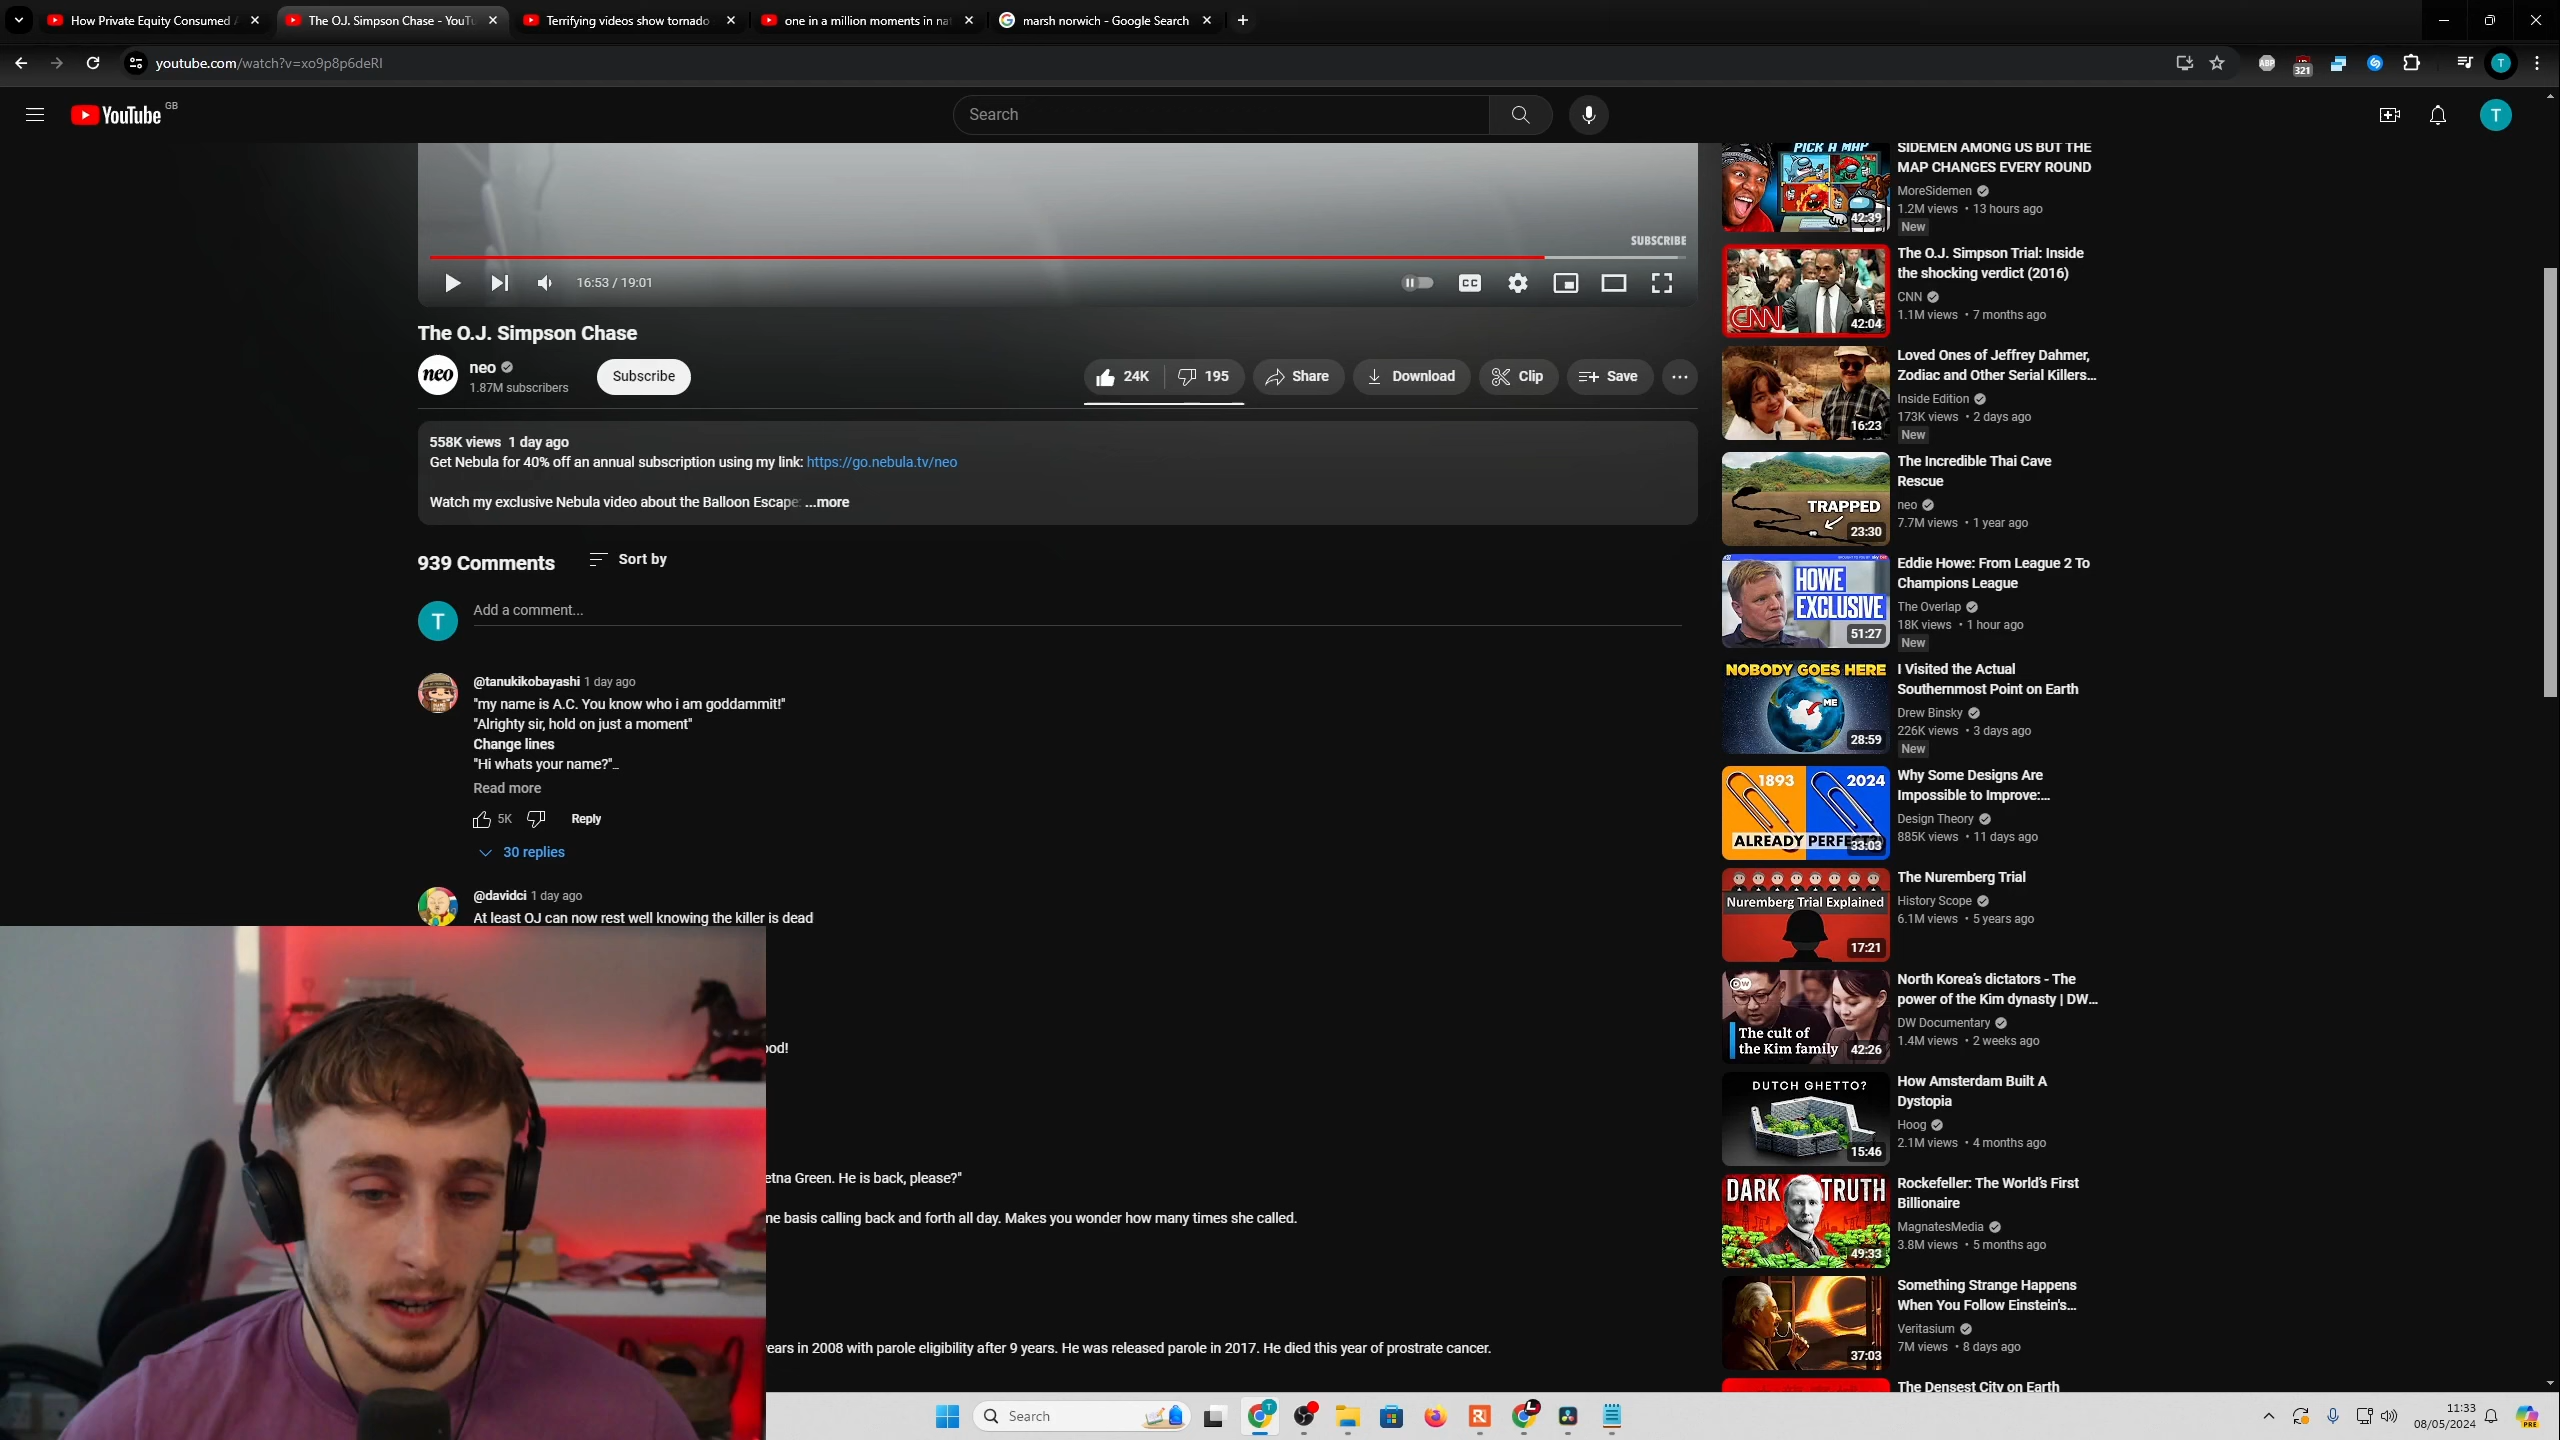 How Private Equity Consumed
The O.J. Simpson Chase - YouTu
Terrifying videos show tornado
one in a million moments in na
marsh norwich - Google Search
youtube.com/watch?v=xo9p8p6deRI
321
T
YouTube GB
Search
T
SUBSCRIBE
16:53 / 19:01
CC
The O.J. Simpson Chase
neo
neo
1.87M subscribers
Subscribe
24K
195
Share
Download
Clip
Save
558K views 1 day ago
Get Nebula for 40% off an annual subscription using my link: https://go.nebula.tv/neo
Watch my exclusive Nebula video about the Balloon Escape: ...more
939 Comments
Sort by
T
Add a comment...
@tanukikobayashi 1 day ago
"my name is A.C. You know who i am goddammit!"
"Alrighty sir, hold on just a moment"
Change lines
"Hi whats your name?"...
Read more
5K
Reply
30 replies
@davidci 1 day ago
At least OJ can now rest well knowing the killer is dead
ood!
etna Green. He is back, please?"
me basis calling back and forth all day. Makes you wonder how many times she called.
ears in 2008 with parole eligibility after 9 years. He was released parole in 2017. He died this year of prostrate cancer.
PICK A MAP
42:39
SIDEMEN AMONG US BUT THE
MAP CHANGES EVERY ROUND
MoreSidemen
1.2M views • 13 hours ago
New
CNN
42:04
The O.J. Simpson Trial: Inside
the shocking verdict (2016)
CNN
1.1M views • 7 months ago
16:23
Loved Ones of Jeffrey Dahmer,
Zodiac and Other Serial Killers...
Inside Edition
173K views • 2 days ago
New
TRAPPED
23:30
The Incredible Thai Cave
Rescue
neo
7.7M views • 1 year ago
HOWE
EXCLUSIVE
51:27
Eddie Howe: From League 2 To
Champions League
The Overlap
18K views • 1 hour ago
New
NOBODY GOES HERE
ME
28:59
I Visited the Actual
Southernmost Point on Earth
Drew Binsky
226K views • 3 days ago
New
1893
2024
ALREADY PERFECT?
33:03
Why Some Designs Are
Impossible to Improve:...
Design Theory
885K views • 11 days ago
Nuremberg Trial Explained
17:21
The Nuremberg Trial
History Scope
6.1M views • 5 years ago
DW
The cult of
the Kim family
42:26
North Korea's dictators - The
power of the Kim dynasty | DW...
DW Documentary
1.4M views • 2 weeks ago
DUTCH GHETTO?
15:46
How Amsterdam Built A
Dystopia
Hoog
2.1M views • 4 months ago
DARK TRUTH
49:33
Rockefeller: The World's First
Billionaire
MagnatesMedia
3.8M views • 5 months ago
37:03
Something Strange Happens
When You Follow Einstein's...
Veritasium
7M views • 8 days ago
The Densest City on Earth
Search
11:33
08/05/2024
PRE